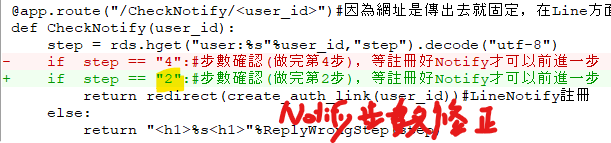 @app.route("/CheckNotify/<user_id>")#因為網址是傳出去就固定，在Line方面
def CheckNotify(user_id):
step = rds.hget("user:%s"%user_id,"step").decode("utf-8")
- if step == "4":#步數確認(做完第4步)，等註冊好Notify才可以前進一步
+ if step == "2":#步數確認(做完第2步)，等註冊好Notify才可以前進一步
return redirect(create_auth_link(user_id))#LineNotify註冊
else:
return "<h1>%s<h1>"%ReplyWrongStep(step)
Notify步數修正